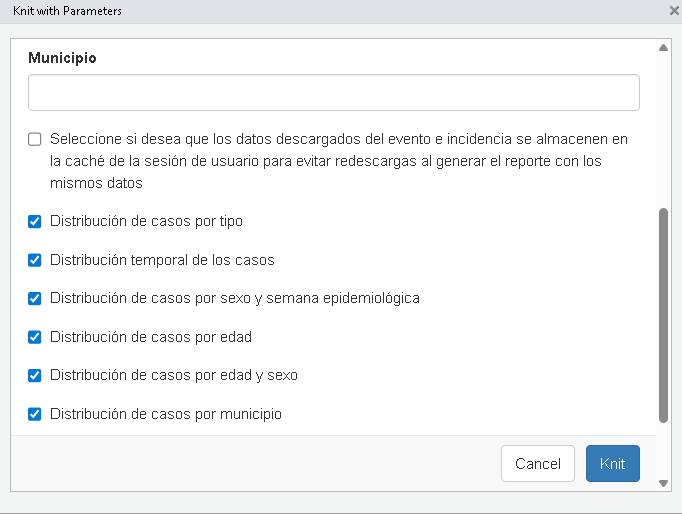 Knit with Parameters
Municipio
Seleccione si desea que los datos descargados del evento e incidencia se almacenen en
la caché de la sesión de usuario para evitar redescargas al generar el reporte con los
mismos datos
Distribución de casos por tipo
Distribución temporal de los casos
Distribución de casos por sexo y semana epidemiológica
Distribución de casos por edad
Distribución de casos por edad y sexo
Distribución de casos por municipio
Cancel
Knit